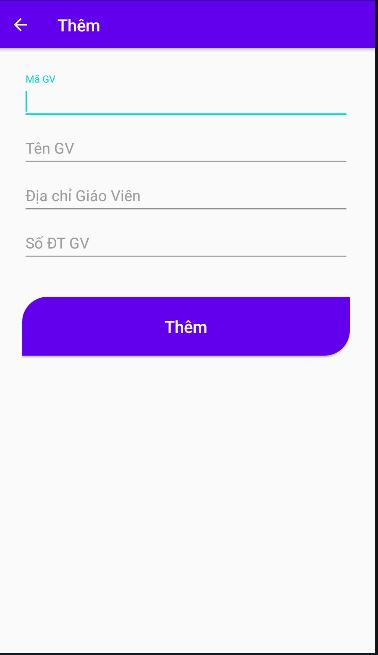 Thêm
Mã GV
Tên GV
Địa chỉ Giáo Viên
Số ĐT GV
Thêm